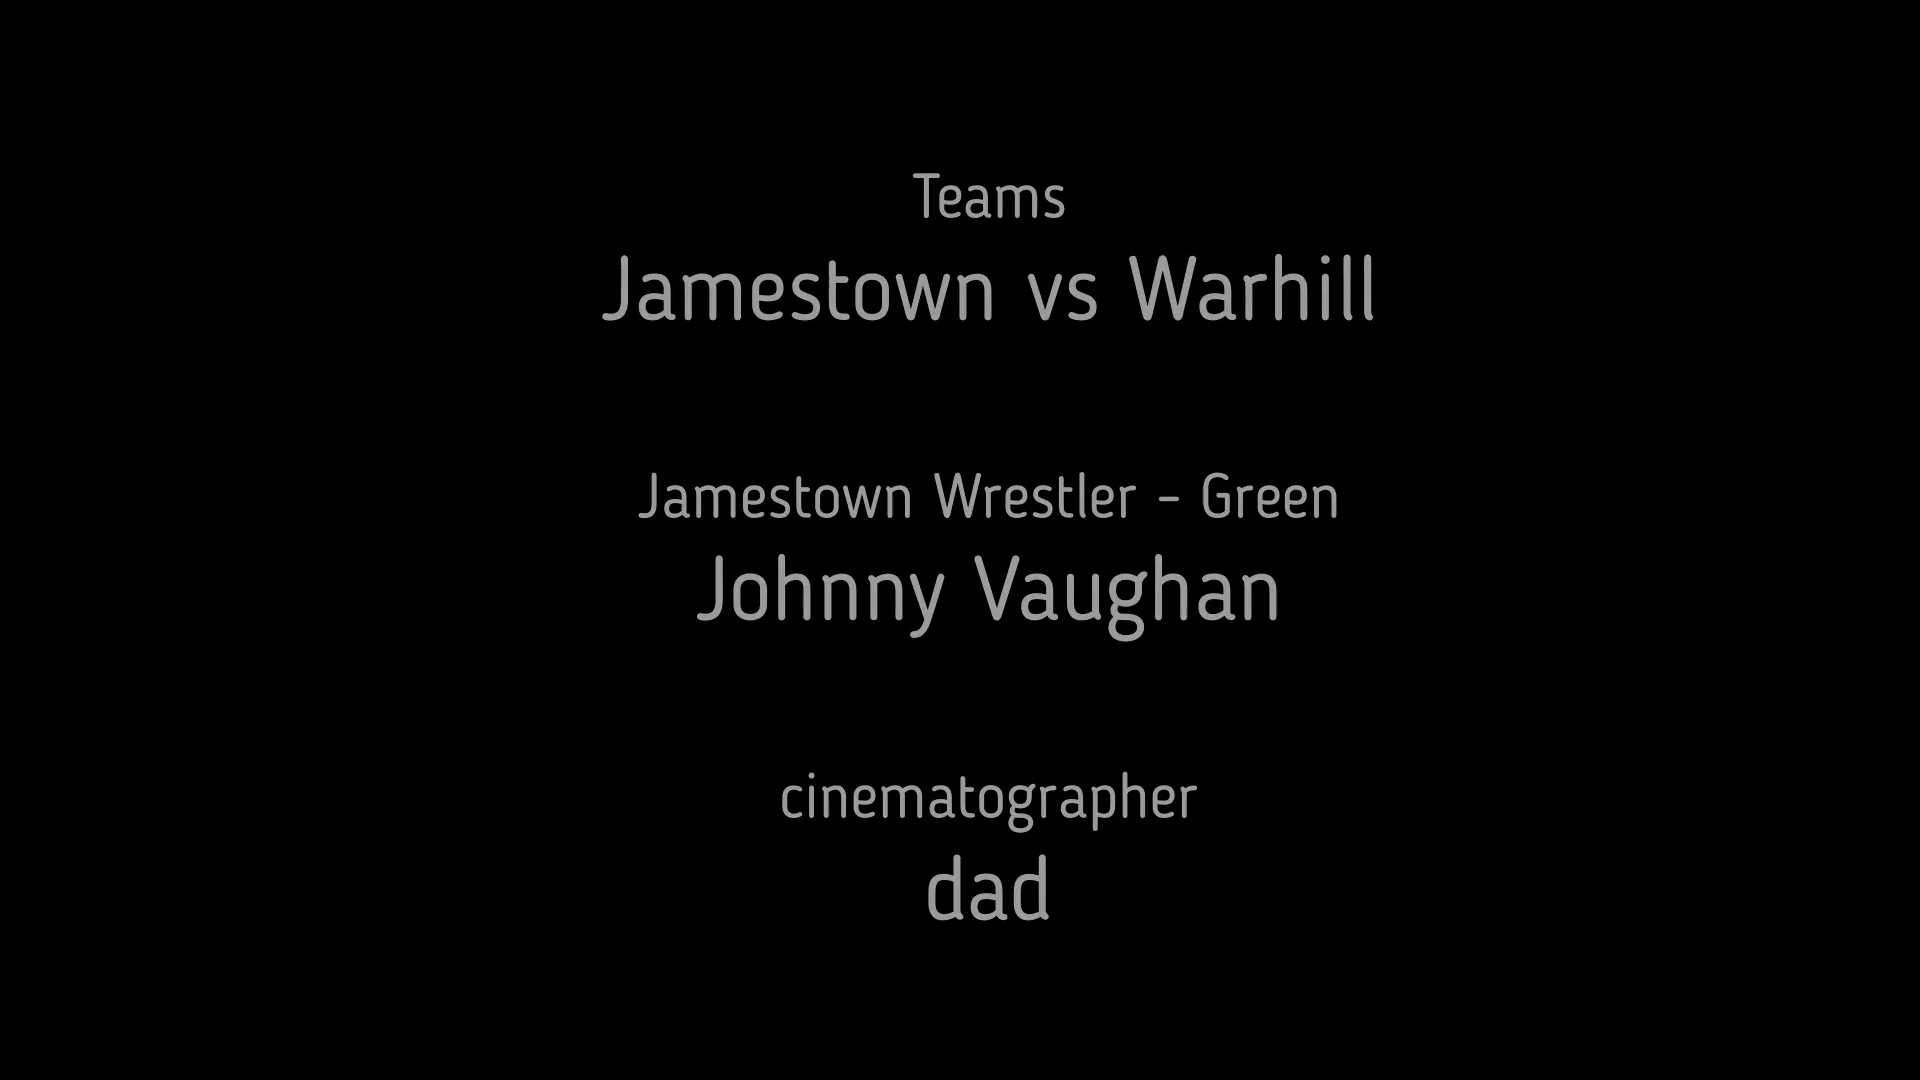 Teams
Jamestown vs Warhill
Jamestown Wrestler - Green
Johnny Vaughan
cinematographer
dad